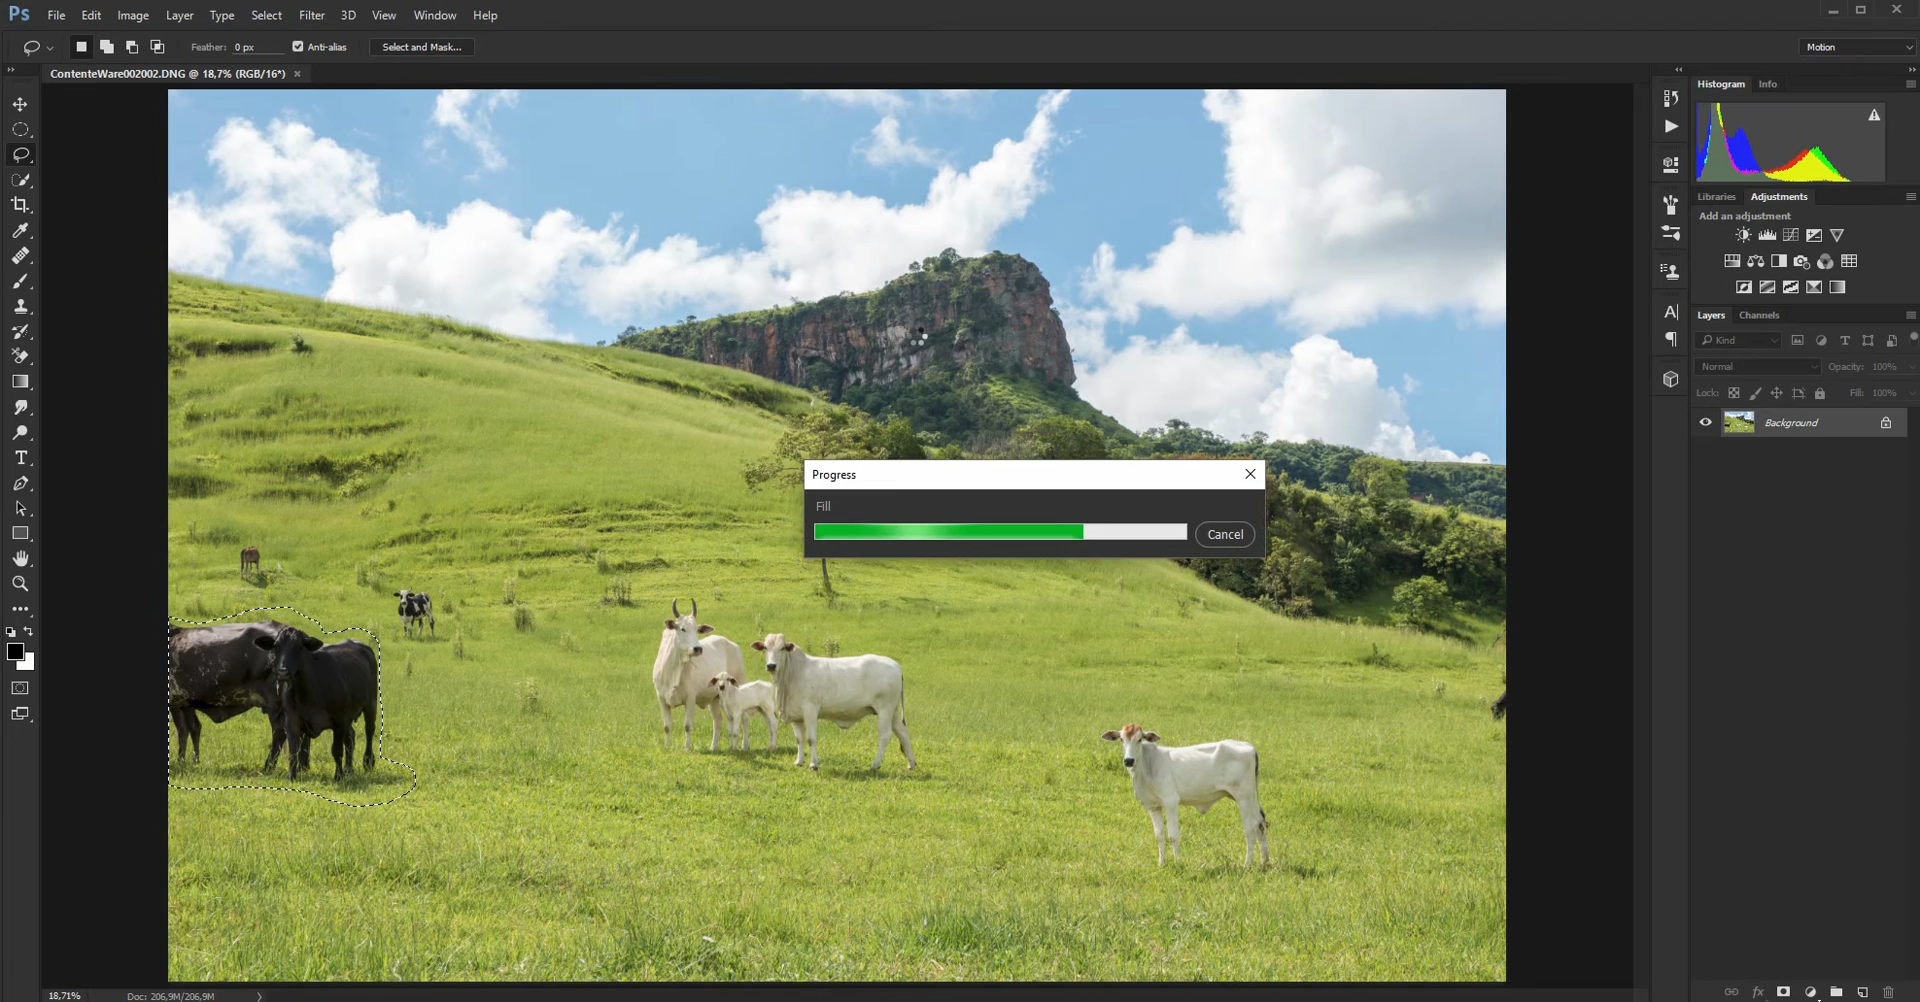 Ps File Edit Image Layer Type Select Filter 3D View Window Help
Feather: 0 px Anti-alias Select and Mask... Motion
ContenteWare002002.DNG @ 18,7% (RGB/16*) ×
Histogram Info
Libraries Adjustments
Add an adjustment
Layers Channels
Kind
Normal Opacity: 100%
Lock: Fill: 100%
Background
Progress
Fill
Cancel
18,71% Doc: 206,9M/206,9M